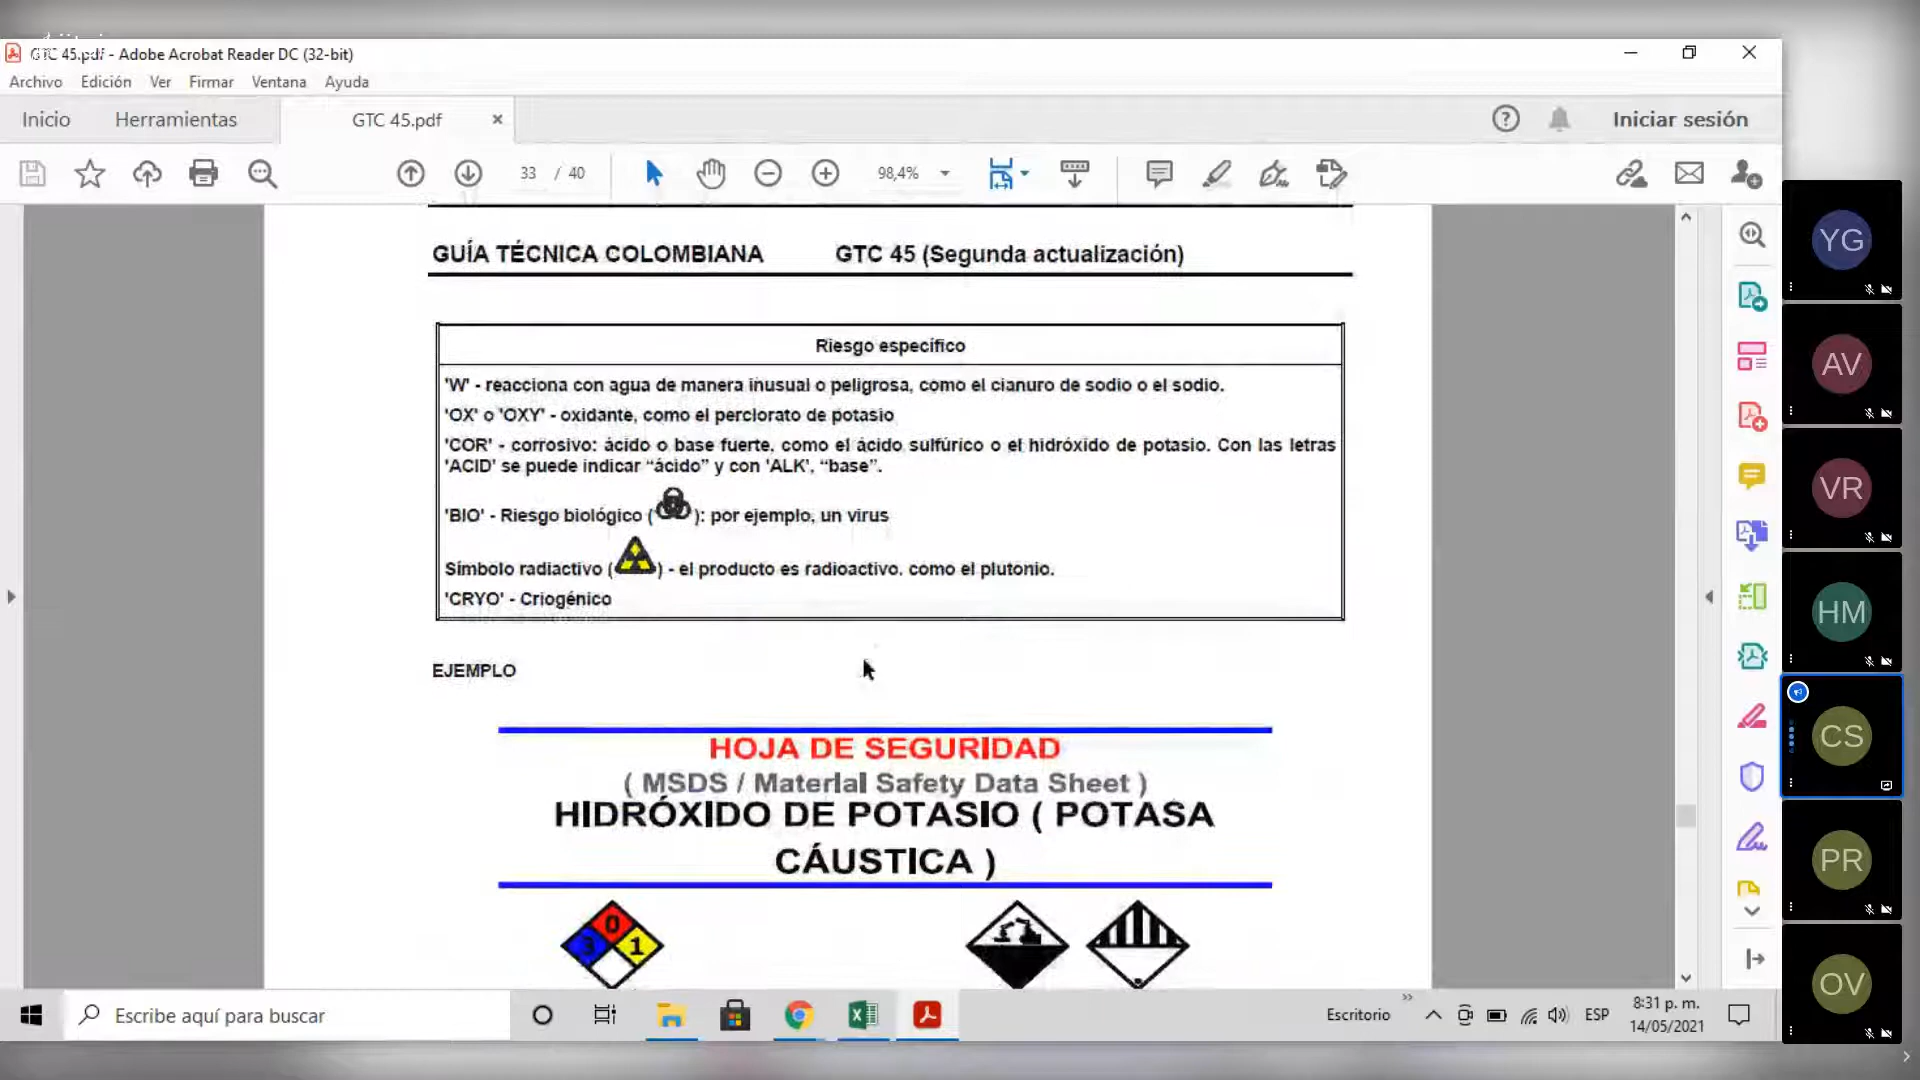 GTC 45.pdf - Adobe Acrobat Reader DC (32-bit)
Archivo Edición Ver Firmar Ventana Ayuda
Inicio Herramientas GTC 45.pdf Iniciar sesión
33 / 40 98,4%
GUÍA TÉCNICA COLOMBIANA GTC 45 (Segunda actualización)
Riesgo específico
'W' - reacciona con agua de manera inusual o peligrosa, como el cianuro de sodio o el sodio.
'OX' o 'OXY' - oxidante, como el perclorato de potasio
'COR' - corrosivo: ácido o base fuerte, como el ácido sulfúrico o el hidróxido de potasio. Con las letras
'ACID' se puede indicar “ácido” y con 'ALK', “base”.
'BIO' - Riesgo biológico ( ): por ejemplo, un virus
Símbolo radiactivo ( ) - el producto es radioactivo. como el plutonio.
'CRYO' - Criogénico
EJEMPLO
HOJA DE SEGURIDAD
( MSDS / Material Safety Data Sheet )
HIDRÓXIDO DE POTASIO ( POTASA
CÁUSTICA )
0
3 1
YG
AV
VR
HM
CS
PR
OV
Escribe aquí para buscar
Escritorio
ESP
8:31 p. m.
14/05/2021